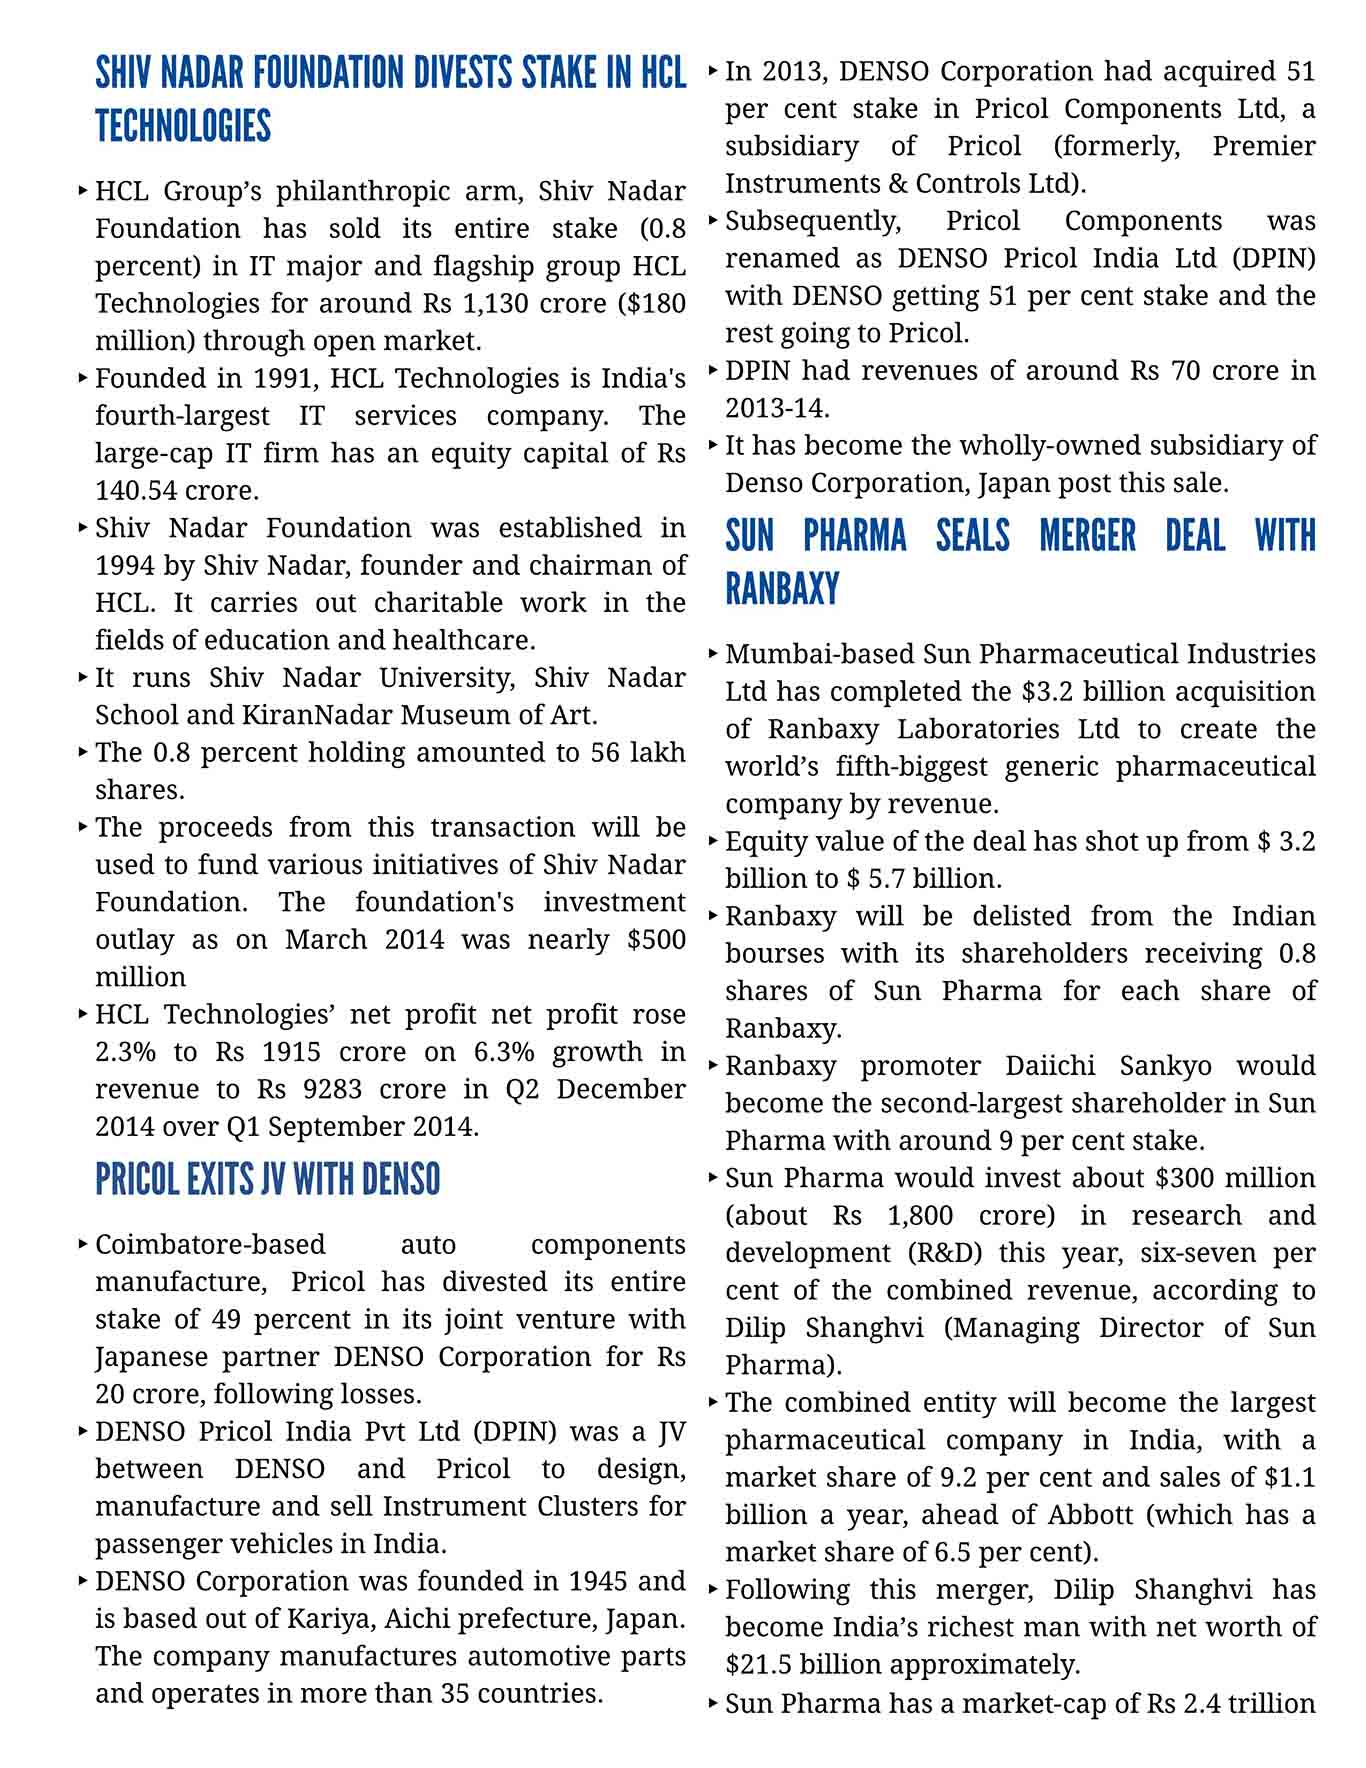 SHIV NADAR FOUNDATION DIVESTS STAKE IN HCL
TECHNOLOGIES
‣ HCL Group’s philanthropic arm, Shiv Nadar
Foundation has sold its entire stake (0.8
percent) in IT major and flagship group HCL
Technologies for around Rs 1,130 crore ($180
million) through open market.
‣ Founded in 1991, HCL Technologies is India's
fourth-largest IT services company. The
large-cap IT firm has an equity capital of Rs
140.54 crore.
‣ Shiv Nadar Foundation was established in
1994 by Shiv Nadar, founder and chairman of
HCL. It carries out charitable work in the
fields of education and healthcare.
‣ It runs Shiv Nadar University, Shiv Nadar
School and KiranNadar Museum of Art.
‣ The 0.8 percent holding amounted to 56 lakh
shares.
‣ The proceeds from this transaction will be
used to fund various initiatives of Shiv Nadar
Foundation. The foundation's investment
outlay as on March 2014 was nearly $500
million
‣ HCL Technologies’ net profit net profit rose
2.3% to Rs 1915 crore on 6.3% growth in
revenue to Rs 9283 crore in Q2 December
2014 over Q1 September 2014.
PRICOL EXITS JV WITH DENSO
‣ Coimbatore-based auto components
manufacture, Pricol has divested its entire
stake of 49 percent in its joint venture with
Japanese partner DENSO Corporation for Rs
20 crore, following losses.
‣ DENSO Pricol India Pvt Ltd (DPIN) was a JV
between DENSO and Pricol to design,
manufacture and sell Instrument Clusters for
passenger vehicles in India.
‣ DENSO Corporation was founded in 1945 and
is based out of Kariya, Aichi prefecture, Japan.
The company manufactures automotive parts
and operates in more than 35 countries.
‣ In 2013, DENSO Corporation had acquired 51
per cent stake in Pricol Components Ltd, a
subsidiary of Pricol (formerly, Premier
Instruments & Controls Ltd).
‣ Subsequently, Pricol Components was
renamed as DENSO Pricol India Ltd (DPIN)
with DENSO getting 51 per cent stake and the
rest going to Pricol.
‣ DPIN had revenues of around Rs 70 crore in
2013-14.
‣ It has become the wholly-owned subsidiary of
Denso Corporation, Japan post this sale.
SUN PHARMA SEALS MERGER DEAL WITH
RANBAXY
‣ Mumbai-based Sun Pharmaceutical Industries
Ltd has completed the $3.2 billion acquisition
of Ranbaxy Laboratories Ltd to create the
world’s fifth-biggest generic pharmaceutical
company by revenue.
‣ Equity value of the deal has shot up from $ 3.2
billion to $ 5.7 billion.
‣ Ranbaxy will be delisted from the Indian
bourses with its shareholders receiving 0.8
shares of Sun Pharma for each share of
Ranbaxy.
‣ Ranbaxy promoter Daiichi Sankyo would
become the second-largest shareholder in Sun
Pharma with around 9 per cent stake.
‣ Sun Pharma would invest about $300 million
(about Rs 1,800 crore) in research and
development (R&D) this year, six-seven per
cent of the combined revenue, according to
Dilip Shanghvi (Managing Director of Sun
Pharma).
‣ The combined entity will become the largest
pharmaceutical company in India, with a
market share of 9.2 per cent and sales of $1.1
billion a year, ahead of Abbott (which has a
market share of 6.5 per cent).
‣ Following this merger, Dilip Shanghvi has
become India’s richest man with net worth of
$21.5 billion approximately.
‣ Sun Pharma has a market-cap of Rs 2.4 trillion